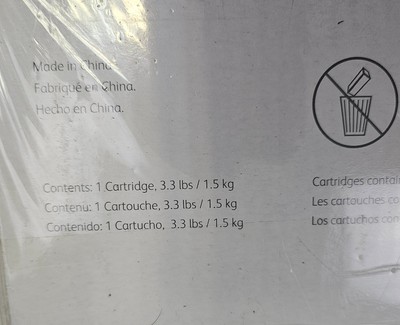 Made in China.
Fabriqué en China.
Hecho en China.
Contents: 1 Cartridge, 3.3 lbs / 1.5 kg
Contenu: 1 Cartouche, 3.3 lbs / 1.5 kg
Contenido: 1 Cartucho, 3.3 lbs / 1.5 kg
Cartridges contai
Les cartouches co
Los cartuchos con